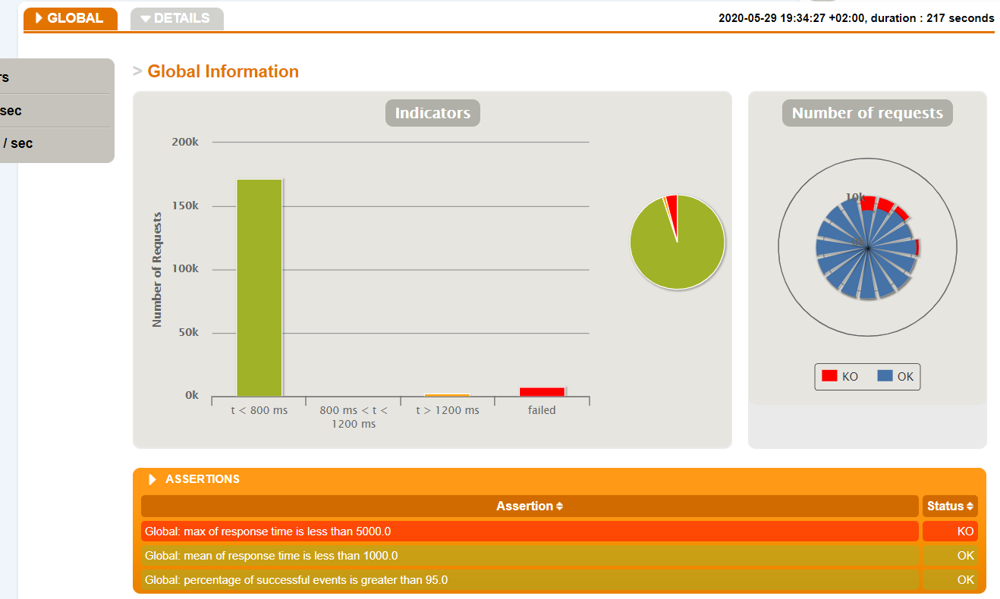 GLOBAL
DETAILS
2020-05-29 19:34:27 +02:00, duration : 217 seconds
rs
sec
/ sec
> Global Information
Indicators
Number of Requests
200k
150k
100k
50k
0k
t < 800 ms
800 ms < t <
1200 ms
t > 1200 ms
failed
Number of requests
10k
KO
OK
ASSERTIONS
Assertion
Status
Global: max of response time is less than 5000.0
KO
Global: mean of response time is less than 1000.0
OK
Global: percentage of successful events is greater than 95.0
OK